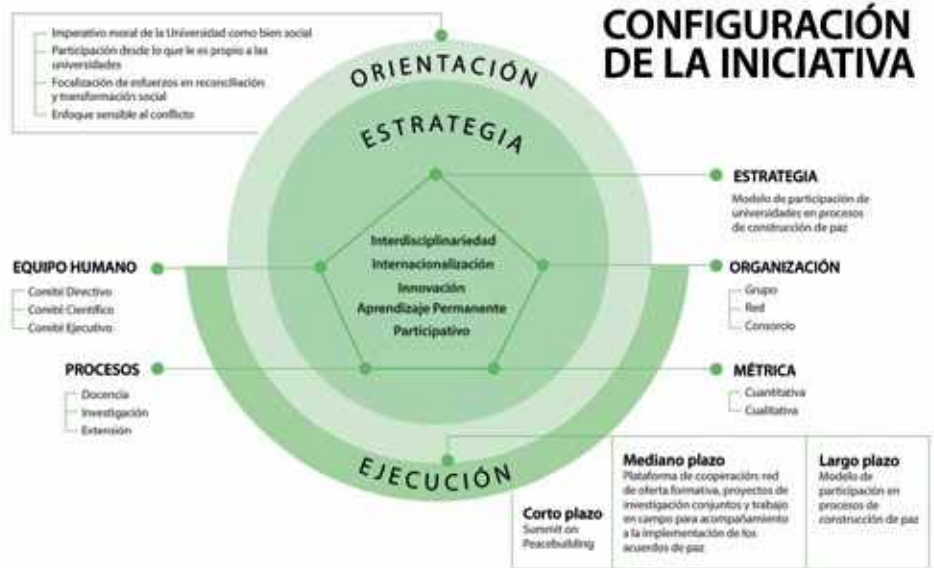 CONFIGURACIÓN
DE LA INICIATIVA
Imperativo moral de la Universidad como bien social
Participación desde lo que le es propio a las
universidades
Focalización de esfuerzos en reconciliación
y transformación social
Enfoque sensible al conflicto
ORIENTACIÓN
ESTRATEGIA
Interdisciplinariedad
Internacionalización
Innovación
Aprendizaje Permanente
Participativo
ESTRATEGIA
Modelo de participación de
universidades en procesos
de construcción de paz
EQUIPO HUMANO
Comité Directivo
Comité Científico
Comité Ejecutivo
ORGANIZACIÓN
Grupo
Red
Consorcio
PROCESOS
Docencia
Investigación
Extensión
MÉTRICA
Cuantitativa
Cualitativa
EJECUCIÓN
Corto plazo
Summit on
Peacebuilding
Mediano plazo
Plataforma de cooperación: red
de oferta formativa, proyectos de
investigación conjuntos y trabajo
en campo para acompañamiento
a la implementación de los
acuerdos de paz
Largo plazo
Modelo de
participación en
procesos de
construcción de paz